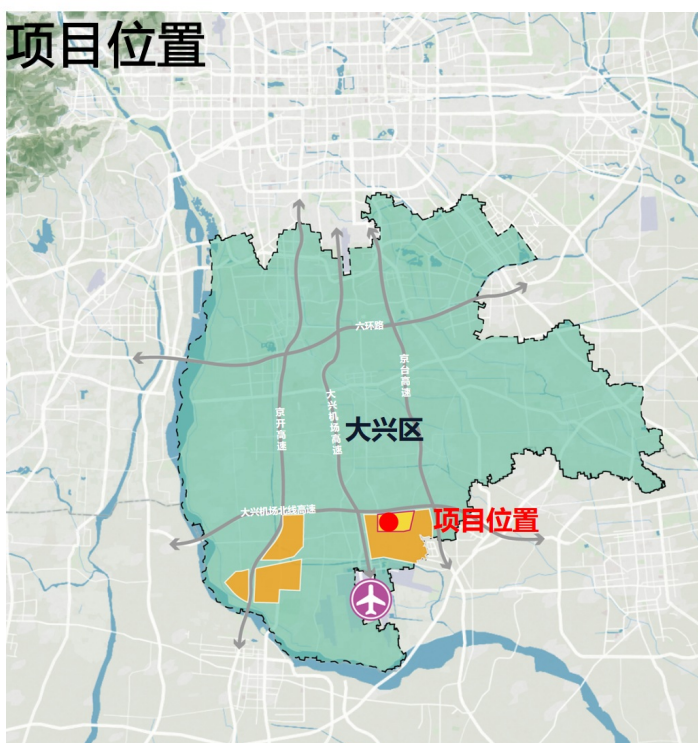 项目位置
六环路
京台高速
大兴机场高速
京开高速
大兴区
大兴机场北线高速
项目位置